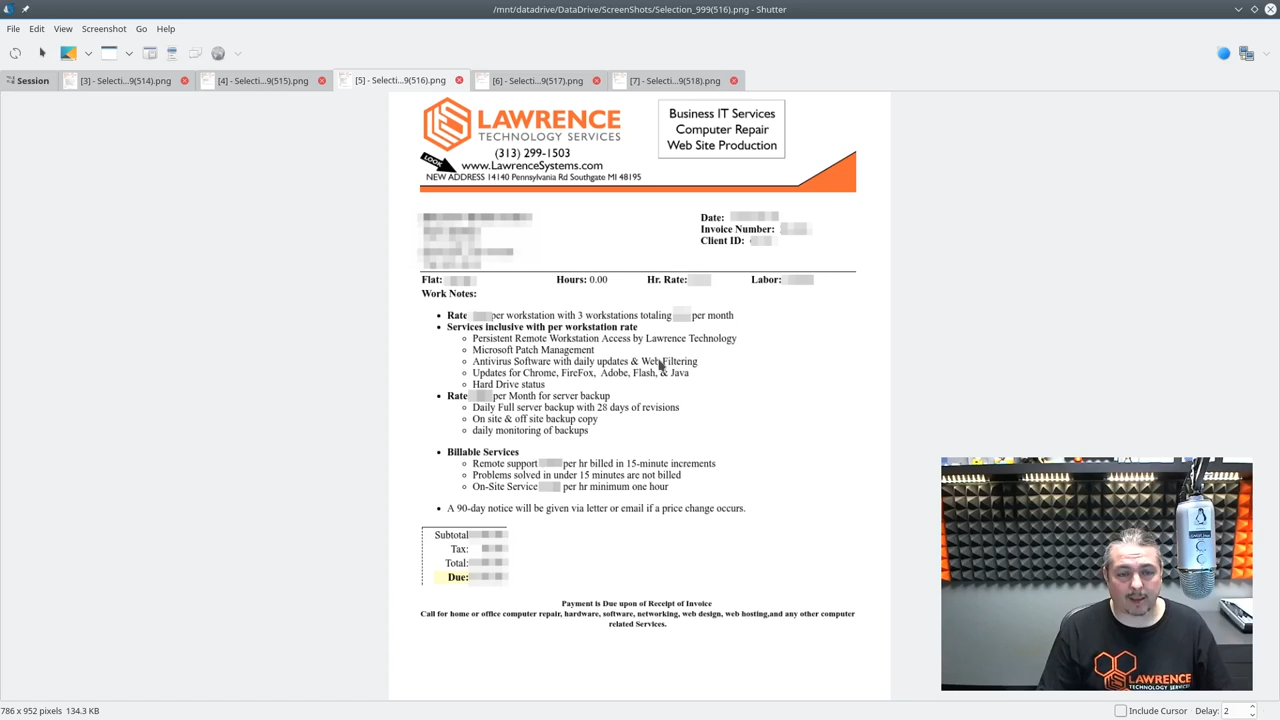 /mnt/datadrive/DataDrive/ScreenShots/Selection_999(516).png - Shutter
File Edit View Screenshot Go Help
Session [3] - Selecti...9(514).png [4] - Selecti...9(515).png [5] - Selecti...9(516).png [6] - Selecti...9(517).png [7] - Selecti...9(518).png
LAWRENCE
TECHNOLOGY SERVICES
(313) 299-1503
LOOK
www.LawrenceSystems.com
NEW ADDRESS 14140 Pennsylvania Rd Southgate MI 48195
Business IT Services
Computer Repair
Web Site Production
Date:
Invoice Number:
Client ID:
Flat: Hours: 0.00 Hr. Rate: Labor:
Work Notes:
Rate per workstation with 3 workstations totaling per month
Services inclusive with per workstation rate
Persistent Remote Workstation Access by Lawrence Technology
Microsoft Patch Management
Antivirus Software with daily updates & Web Filtering
Updates for Chrome, FireFox, Adobe, Flash, & Java
Hard Drive status
Rate per Month for server backup
Daily Full server backup with 28 days of revisions
On site & off site backup copy
daily monitoring of backups
Billable Services
Remote support per hr billed in 15-minute increments
Problems solved in under 15 minutes are not billed
On-Site Service per hr minimum one hour
A 90-day notice will be given via letter or email if a price change occurs.
Subtotal
Tax:
Total:
Due:
Payment is Due upon of Receipt of Invoice
Call for home or office computer repair, hardware, software, networking, web design, web hosting,and any other computer
related Services.
LAWRENCE
TECHNOLOGY SERVICES
786 x 952 pixels 134.3 KB
Include Cursor Delay: 2